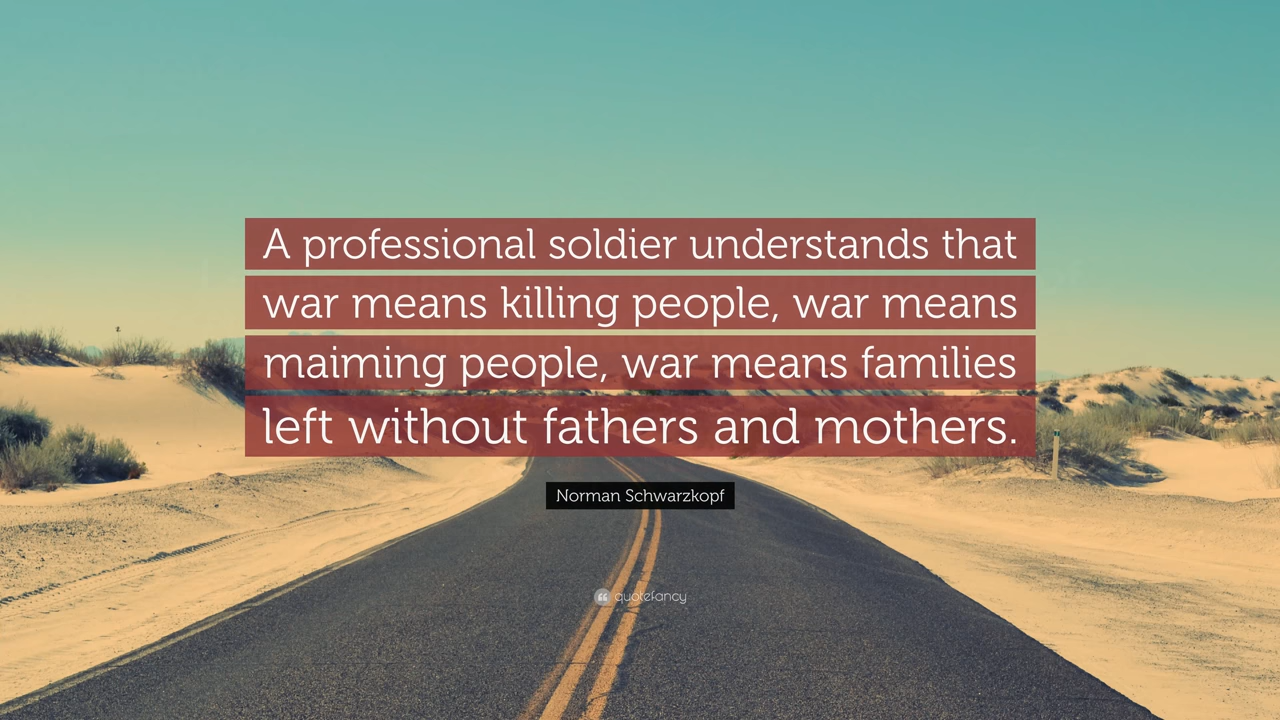 A professional soldier understands that
war means killing people, war means
maiming people, war means families
left without fathers and mothers.
Norman Schwarzkopf
quotefancy